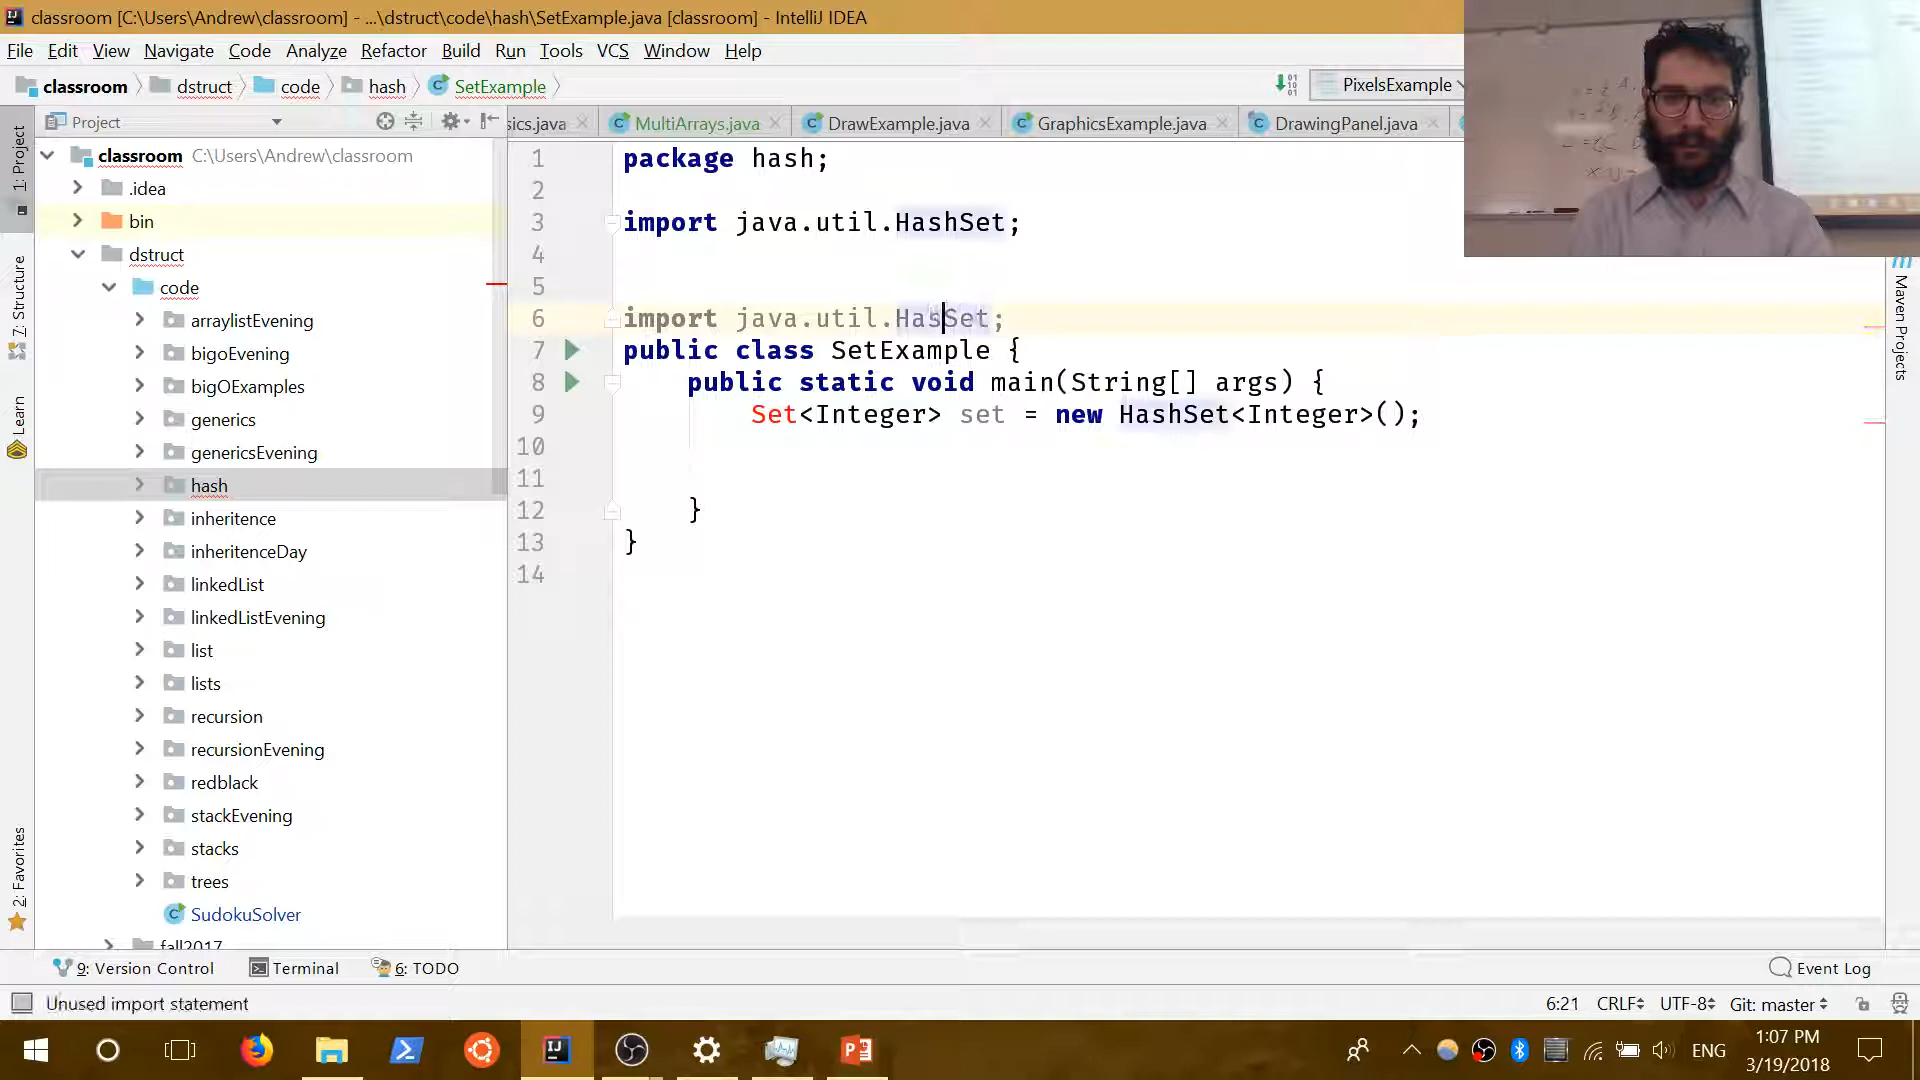 classroom [C:\Users\Andrew\classroom] - ...\dstruct\code\hash\SetExample.java [classroom] - IntelliJ IDEA
File Edit View Navigate Code Analyze Refactor Build Run Tools VCS Window Help
classroom dstruct code hash SetExample PixelsExample
Project sics.java MultiArrays.java DrawExample.java GraphicsExample.java DrawingPanel.java
1: Project
7: Structure
Learn
2: Favorites
classroom C:\Users\Andrew\classroom
.idea
bin
dstruct
code
arraylistEvening
bigoEvening
bigOExamples
generics
genericsEvening
hash
inheritence
inheritenceDay
linkedList
linkedListEvening
list
lists
recursion
recursionEvening
redblack
stackEvening
stacks
trees
SudokuSolver
fall2017
1 package hash;
2
3 import java.util.HashSet;
4
5
6 import java.util.HasSet;
7 public class SetExample {
8 public static void main(String[] args) {
9 Set<Integer> set = new HashSet<Integer>();
10
11
12 }
13 }
14
Maven Projects
9: Version Control Terminal 6: TODO Event Log
Unused import statement 6:21 CRLF UTF-8 Git: master
ENG 1:07 PM
3/19/2018